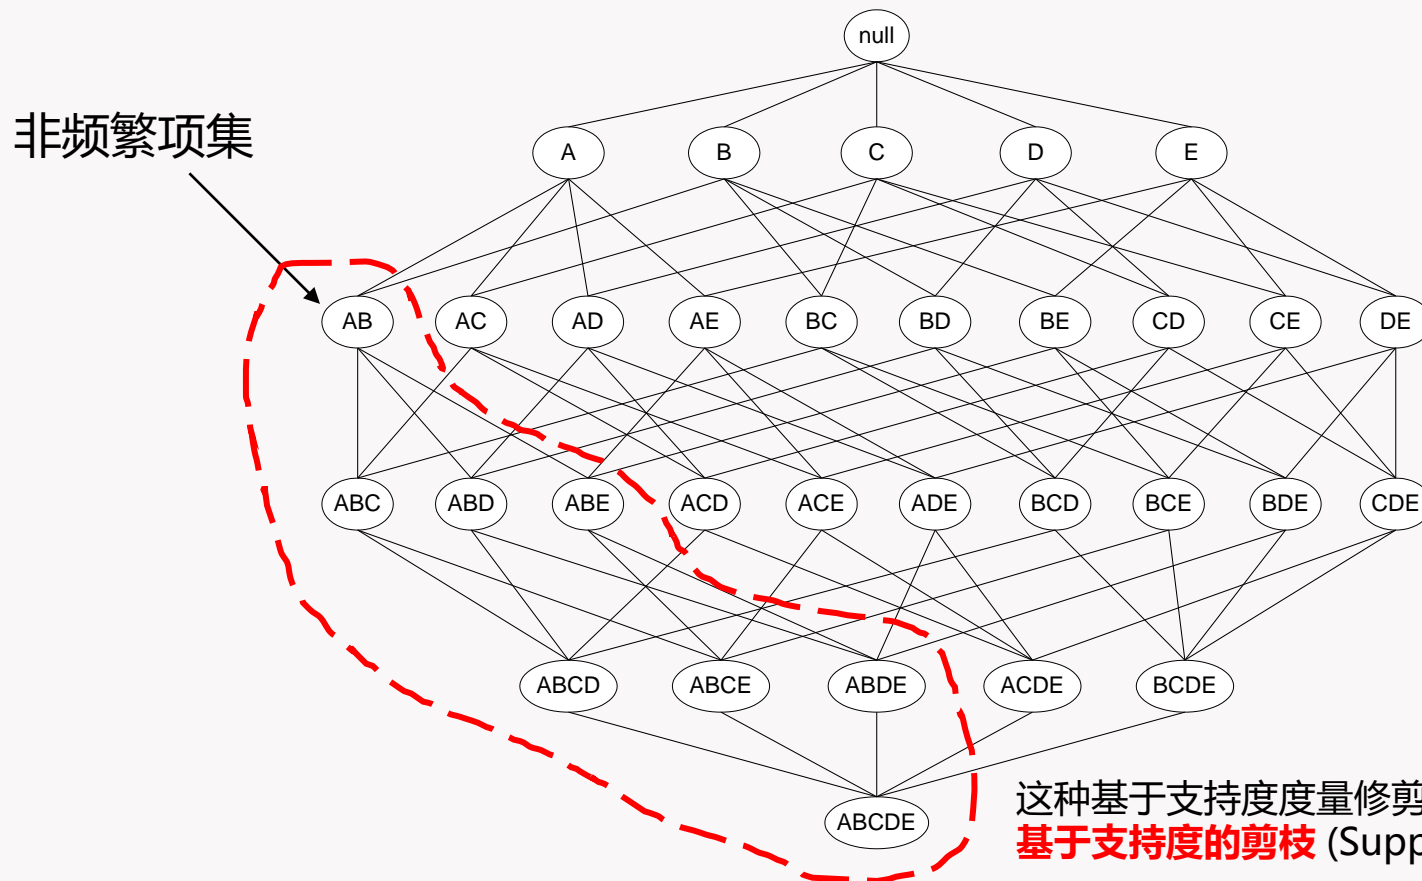 null
非频繁项集
A B C D E
AB AC AD AE BC BD BE CD CE DE
ABC ABD ABE ACD ACE ADE BCD BCE BDE CDE
ABCD ABCE ABDE ACDE BCDE
ABCDE
这种基于支持度度量修剪
基于支持度的剪枝 (Supp